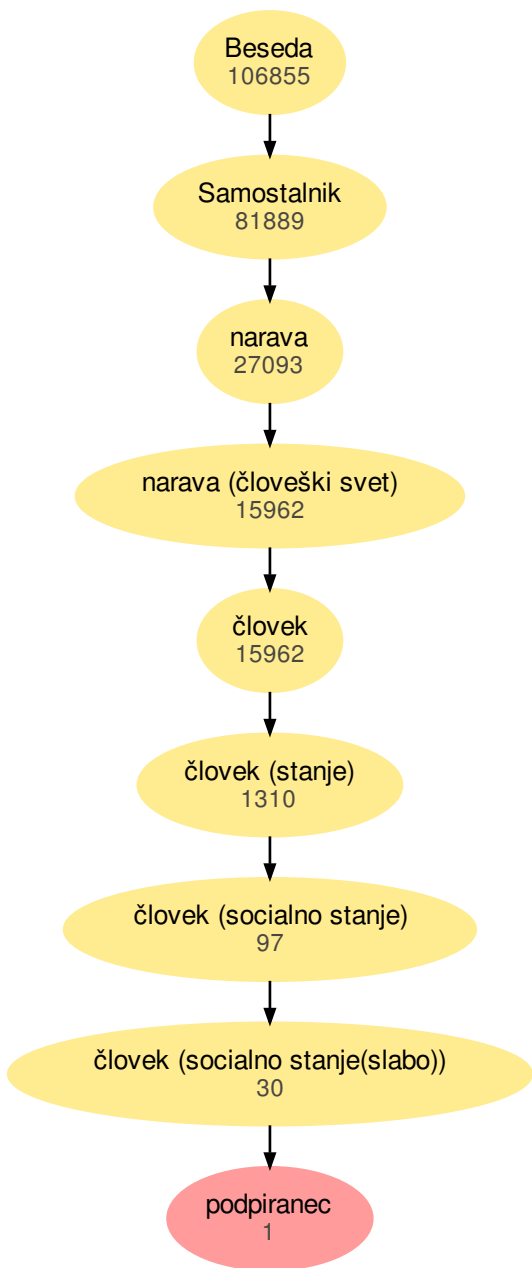 Beseda
106855
Samostalnik
81889
narava
27093
narava (človeški svet)
15962
človek
15962
človek (stanje)
1310
človek (socialno stanje)
97
človek (socialno stanje(slabo))
30
podpiranec
1